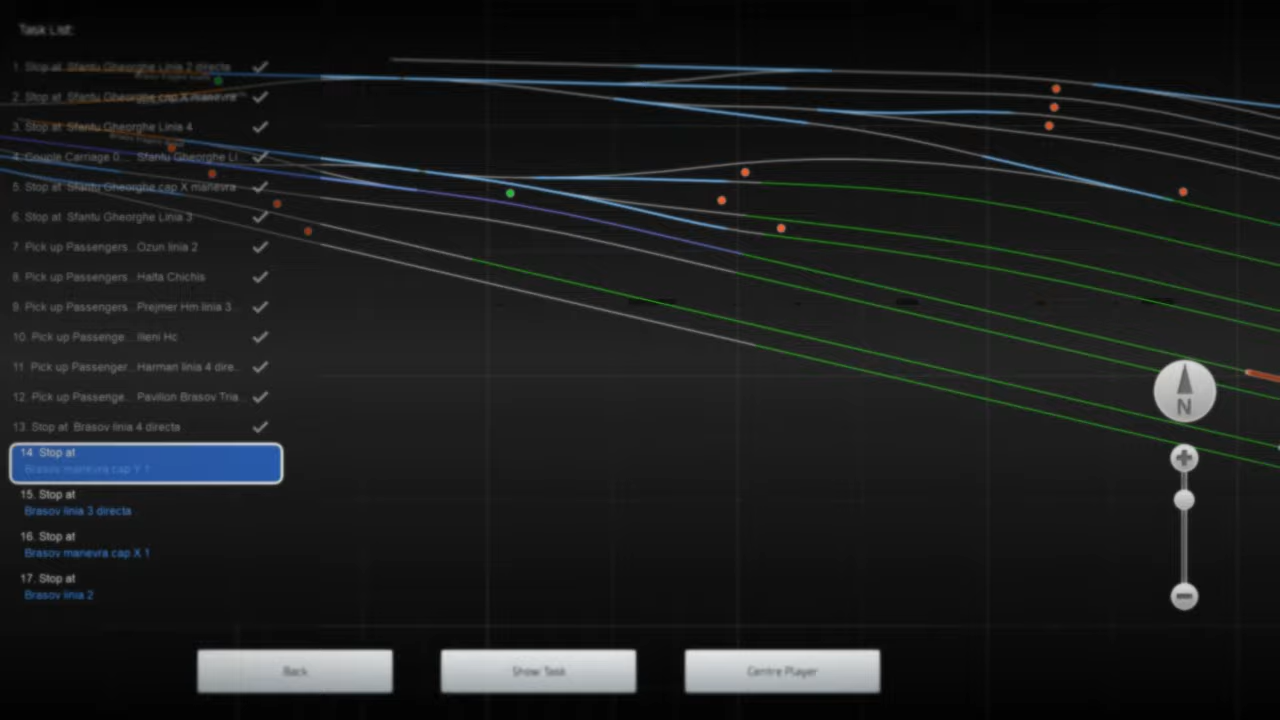 Task List:
1. Stop at Sfantu Gheorghe Linia 2 directa
2. Stop at Sfantu Gheorghe cap X manevra
3. Stop at Sfantu Gheorghe Linia 4
4. Couple Carriage 0... Sfantu Gheorghe Li...
5. Stop at Sfantu Gheorghe cap X manevra
6. Stop at Sfantu Gheorghe Linia 3
7. Pick up Passengers...Ozun linia 2
8. Pick up Passengers...Halta Chichis
9. Pick up Passengers...Prejmer Hm linia 3...
10. Pick up Passenge... Ilieni Hc
11. Pick up Passenger...Harman linia 4 dire...
12. Pick up Passenge... Pavilion Brasov Tria...
13. Stop at Brasov linia 4 directa
14. Stop at
Brasov manevra cap Y 1
15. Stop at
Brasov linia 3 directa
16. Stop at
Brasov manevra cap X 1
17. Stop at
Brasov linia 2
N
Back
Show Task
Centre Player